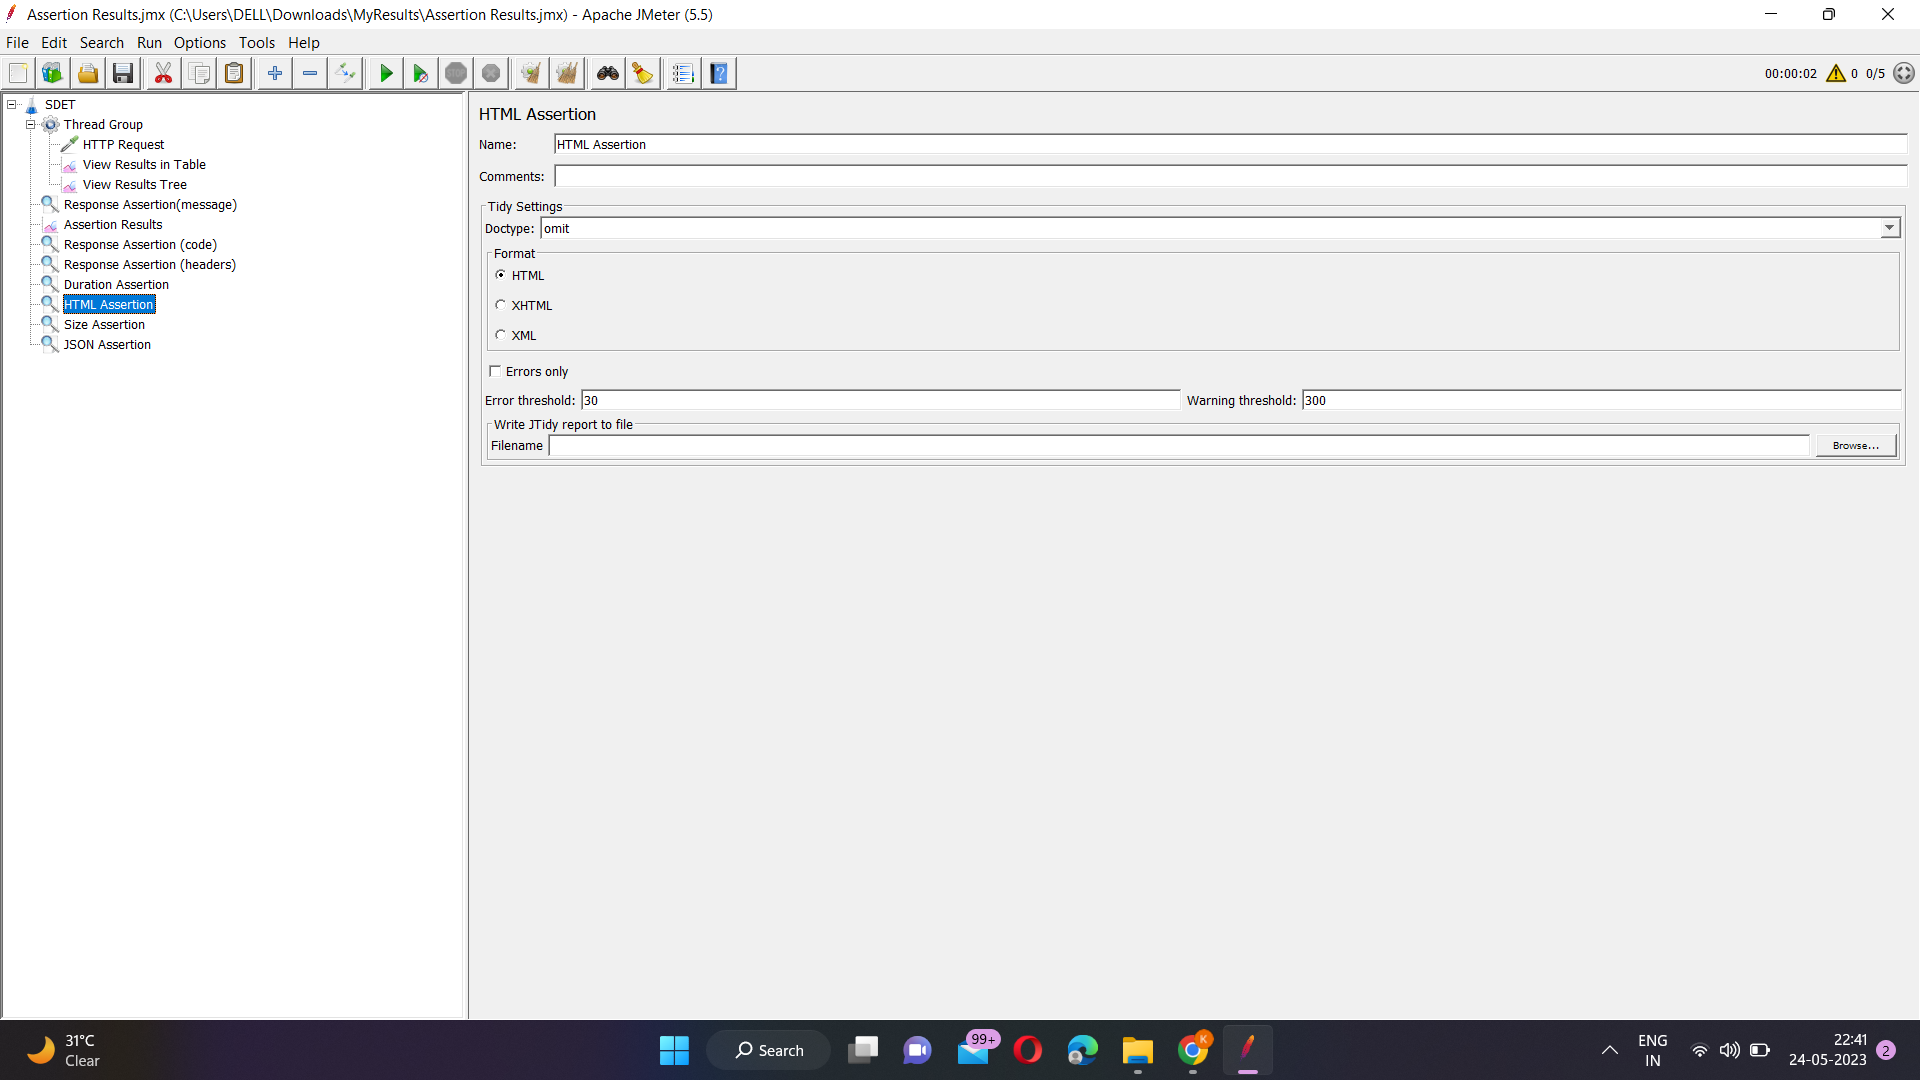 Assertion Results.jmx (C:\Users\DELL\Downloads\MyResults\Assertion Results.jmx) - Apache JMeter (5.5)
File Edit Search Run Options Tools Help
STOP
00:00:02 0 0/5
SDET
Thread Group
HTTP Request
View Results in Table
View Results Tree
Response Assertion(message)
Assertion Results
Response Assertion (code)
Response Assertion (headers)
Duration Assertion
HTML Assertion
Size Assertion
JSON Assertion
HTML Assertion
Name: HTML Assertion
Comments:
Tidy Settings
Doctype: omit
Format
HTML
XHTML
XML
Errors only
Error threshold: 30 Warning threshold: 300
Write JTidy report to file
Filename Browse...
31°C
Clear
Search
99+
K
ENG
IN
22:41
24-05-2023
2